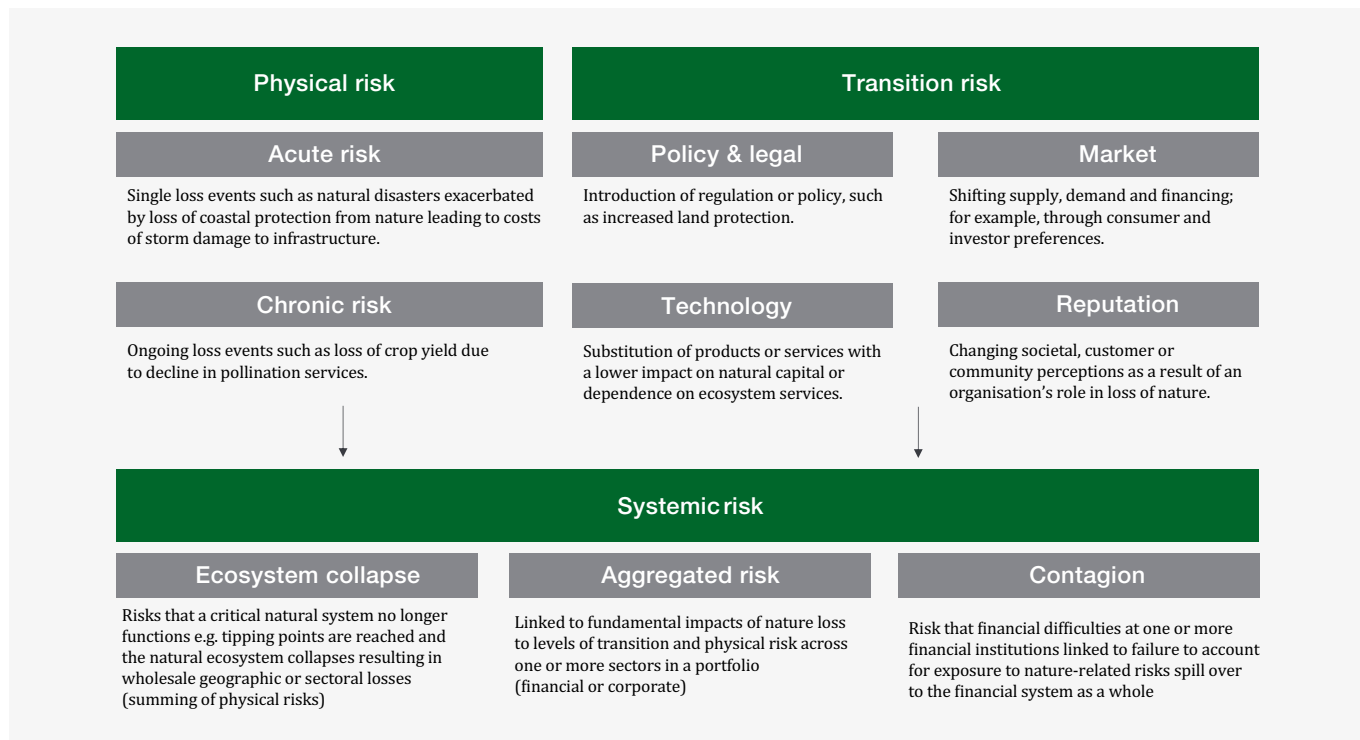 Physical risk
Transition risk
Acute risk
Single loss events such as natural disasters exacerbated
by loss of coastal protection from nature leading to costs
of storm damage to infrastructure.
Policy & legal
Introduction of regulation or policy, such
as increased land protection.
Market
Shifting supply, demand and financing;
for example, through consumer and
investor preferences.
Chronic risk
Ongoing loss events such as loss of crop yield due
to decline in pollination services.
Technology
Substitution of products or services with
a lower impact on natural capital or
dependence on ecosystem services.
Reputation
Changing societal, customer or
community perceptions as a result of an
organisation's role in loss of nature.
Systemic risk
Ecosystem collapse
Risks that a critical natural system no longer
functions e.g. tipping points are reached and
the natural ecosystem collapses resulting in
wholesale geographic or sectoral losses
(summing of physical risks)
Aggregated risk
Linked to fundamental impacts of nature loss
to levels of transition and physical risk across
one or more sectors in a portfolio
(financial or corporate)
Contagion
Risk that financial difficulties at one or more
financial institutions linked to failure to account
for exposure to nature-related risks spill over
to the financial system as a whole